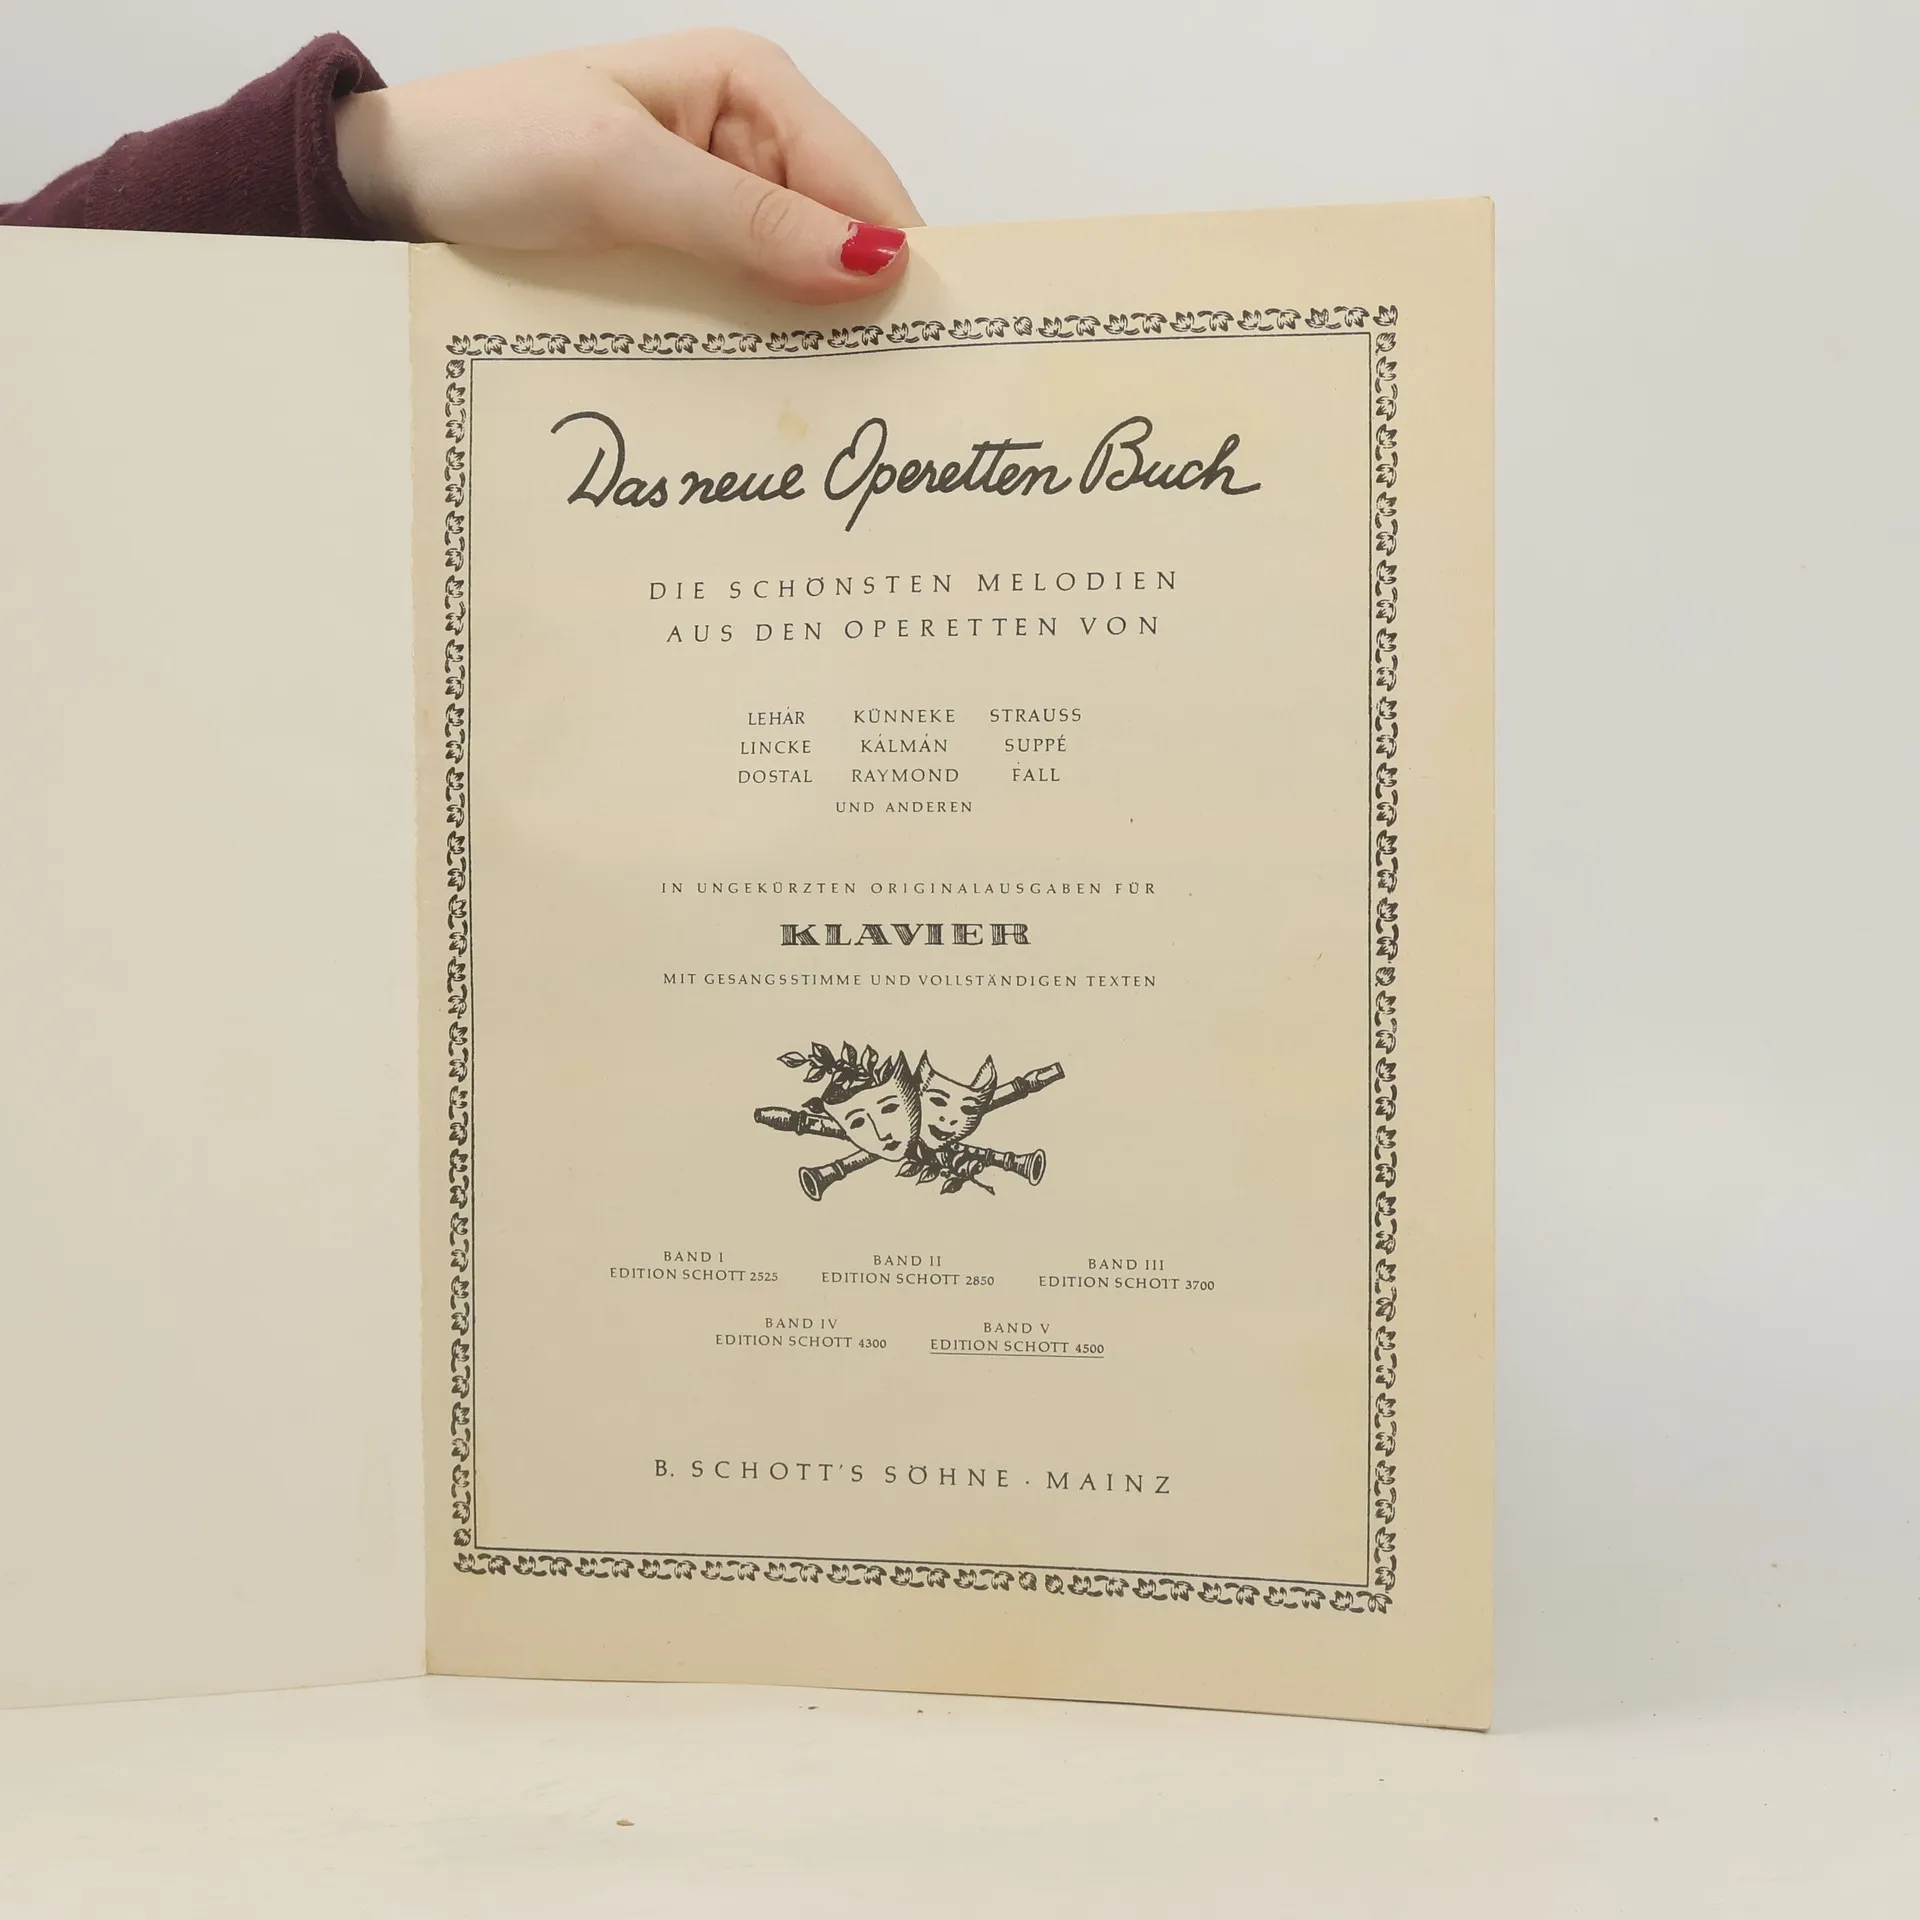 Das neue Operetten Buch
DIE SCHÖNSTEN MELODIEN
AUS DEN OPERETTEN VON
LEHÁR KÜNNEKE STRAUSS
LINCKE KÁLMÁN SUPPÉ
DOSTAL RAYMOND FALL
UND ANDEREN
IN UNGEKÜRZTEN ORIGINALAUSGABEN FÜR
KLAVIER
MIT GESANGSSTIMME UND VOLLSTÄNDIGEN TEXTEN
BAND I BAND II BAND III
EDITION SCHOTT 2525 EDITION SCHOTT 2850 EDITION SCHOTT 3700
BAND IV BAND V
EDITION SCHOTT 4300 EDITION SCHOTT 4500
B. SCHOTT'S SÖHNE · MAINZ